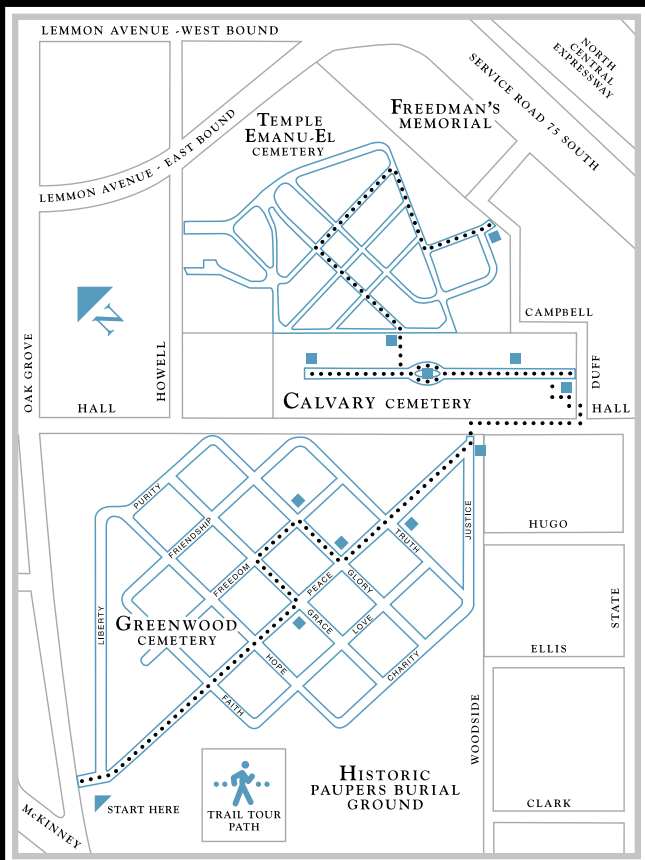 LEMMON AVENUE -WEST BOUND
NORTH
CENTRAL
EXPRESSWAY
SERVICE ROAD 75 SOUTH
FREEDMAN'S
MEMORIAL
TEMPLE
EMANU-EL
CEMETERY
LEMMON AVENUE - EAST BOUND
N
CAMPBELL
OAK GROVE
HOWELL
DUFF
CALVARY CEMETERY
HALL
HALL
PURITY
FRIENDSHIP
FREEDOM
PEACE
GLORY
TRUTH
JUSTICE
HUGO
LIBERTY
GREENWOOD
CEMETERY
GRACE
LOVE
STATE
HOPE
CHARITY
ELLIS
FAITH
WOODSIDE
HISTORIC
PAUPERS BURIAL
GROUND
START HERE
TRAIL TOUR
PATH
CLARK
MCKINNEY